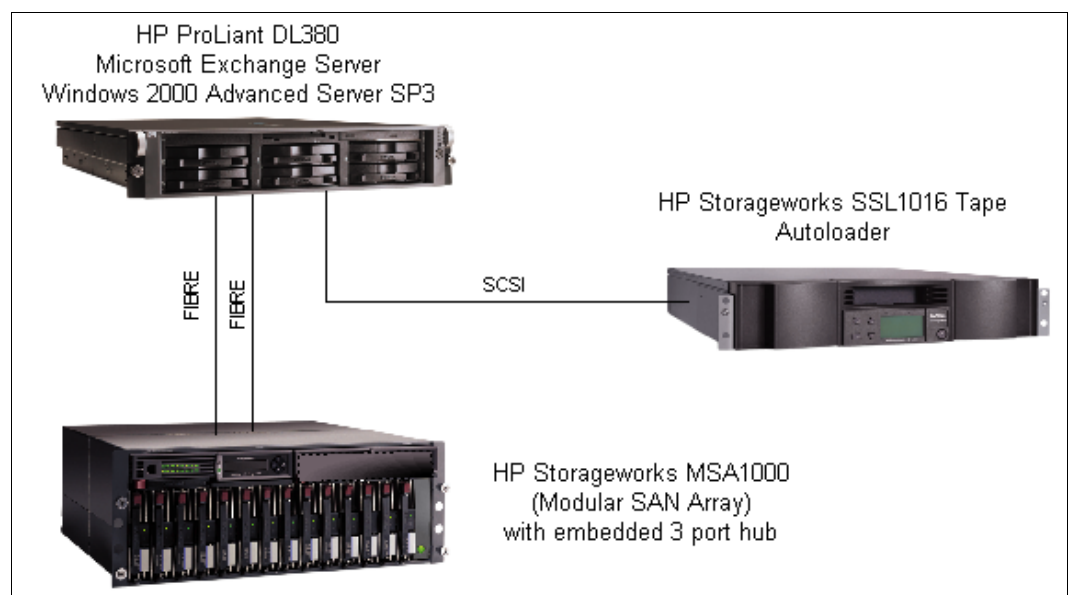 HP ProLiant DL380
Microsoft Exchange Server
Windows 2000 Advanced Server SP3
HP Storageworks SSL1016 Tape
Autoloader
FIBRE
FIBRE
SCSI
HP Storageworks MSA1000
(Modular SAN Array)
with embedded 3 port hub